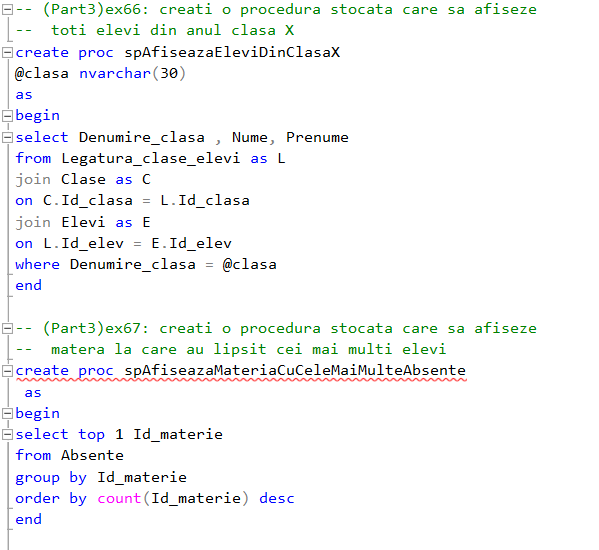 -- (Part3)ex66: creati o procedura stocata care sa afiseze
--  toti elevi din anul clasa X
create proc spAfiseazaEleviDinClasaX
@clasa nvarchar(30)
as
begin
select Denumire_clasa , Nume, Prenume
from Legatura_clase_elevi as L
join Clase as C
on C.Id_clasa = L.Id_clasa
join Elevi as E
on L.Id_elev = E.Id_elev
where Denumire_clasa = @clasa
end
-- (Part3)ex67: creati o procedura stocata care sa afiseze
--  matera la care au lipsit cei mai multi elevi
create proc spAfiseazaMateriaCuCeleMaiMulteAbsente
 as
begin
select top 1 Id_materie
from Absente
group by Id_materie
order by count(Id_materie) desc
end